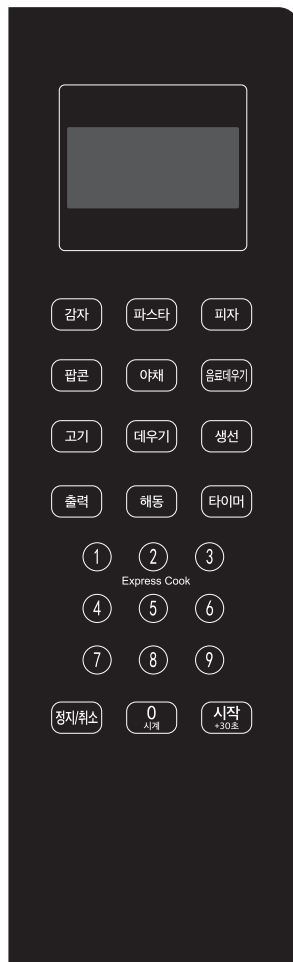 감자 파스타 피자
팝콘 야채 음료데우기
고기 데우기 생선
출력 해동 타이머
1 2 3
Express Cook
4 5 6
7 8 9
정지/취소 0 시작
시계 +30초